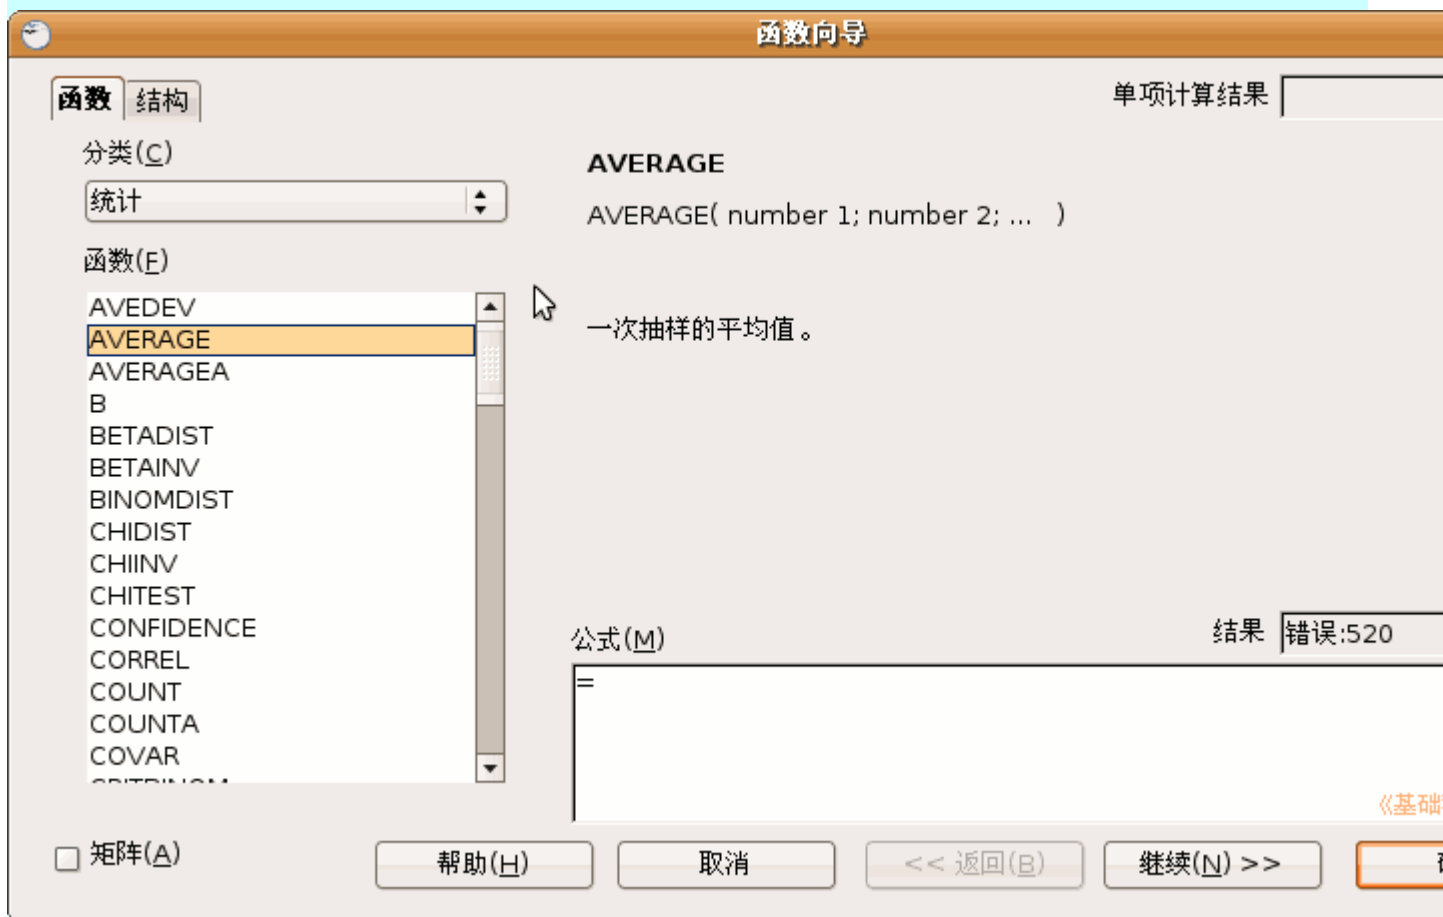 函数向导
函数 结构
单项计算结果
分类(C)
统计
函数(F)
AVEDEV
AVERAGE
AVERAGEA
B
BETADIST
BETAINV
BINOMDIST
CHIDIST
CHIINV
CHITEST
CONFIDENCE
CORREL
COUNT
COUNTA
COVAR
AVERAGE
AVERAGE( number 1; number 2; ... )
一次抽样的平均值。
公式(M)
结果 错误:520
=
《基础
矩阵(A)
帮助(H) 取消 << 返回(B) 继续(N) >>